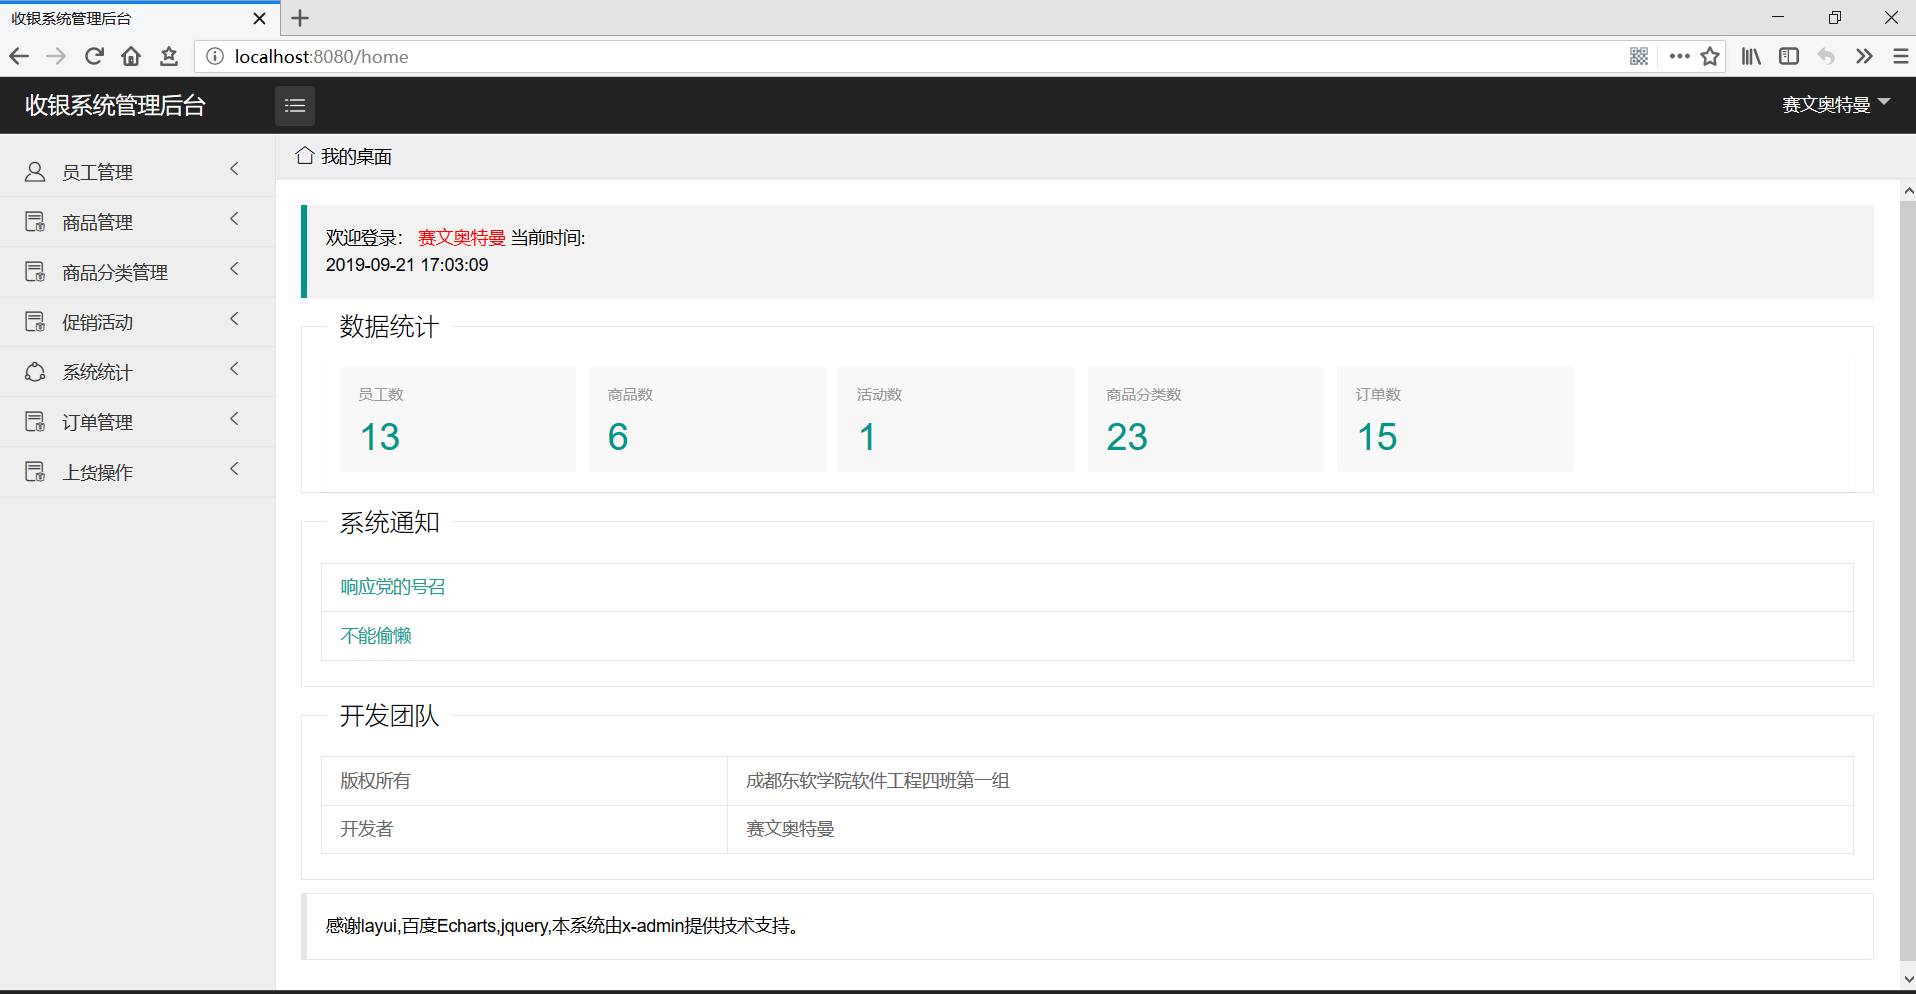 收银系统管理后台
localhost:8080/home
收银系统管理后台
赛文奥特曼
员工管理
商品管理
商品分类管理
促销活动
系统统计
订单管理
上货操作
我的桌面
欢迎登录： 赛文奥特曼 当前时间:
2019-09-21 17:03:09
数据统计
员工数 商品数 活动数 商品分类数 订单数
13 6 1 23 15
系统通知
响应党的号召
不能偷懒
开发团队
版权所有 成都东软学院软件工程四班第一组
开发者 赛文奥特曼
感谢layui,百度Echarts,jquery,本系统由x-admin提供技术支持。